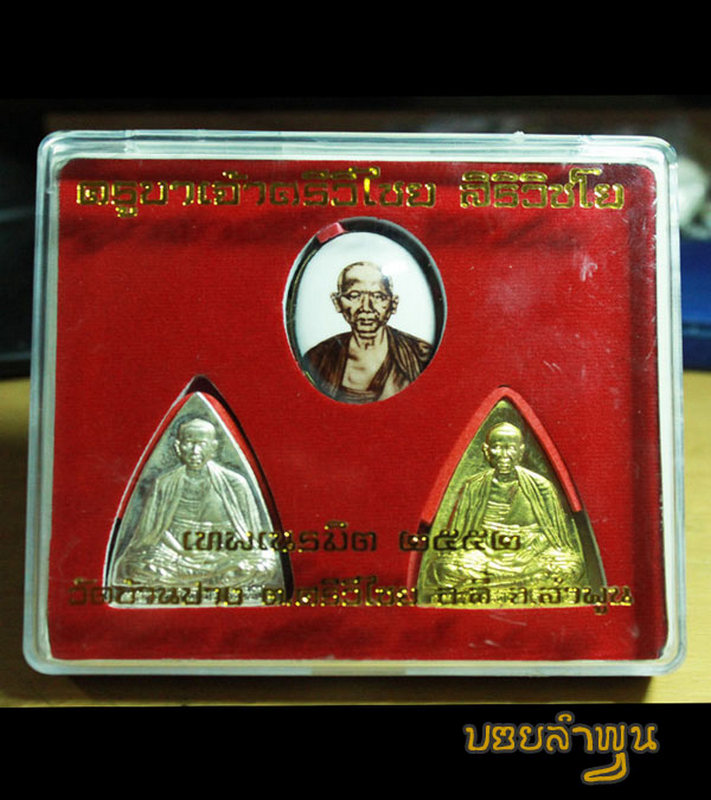 ครูบาเจ้าศรีวิไชย สิริวิชโย
เทพเนรมิต ๒๕๕๒
วัดบ้านปาง ต.ศรีวิไชย อ.ลี้ จ.ลำพูน
บอยลำพูน